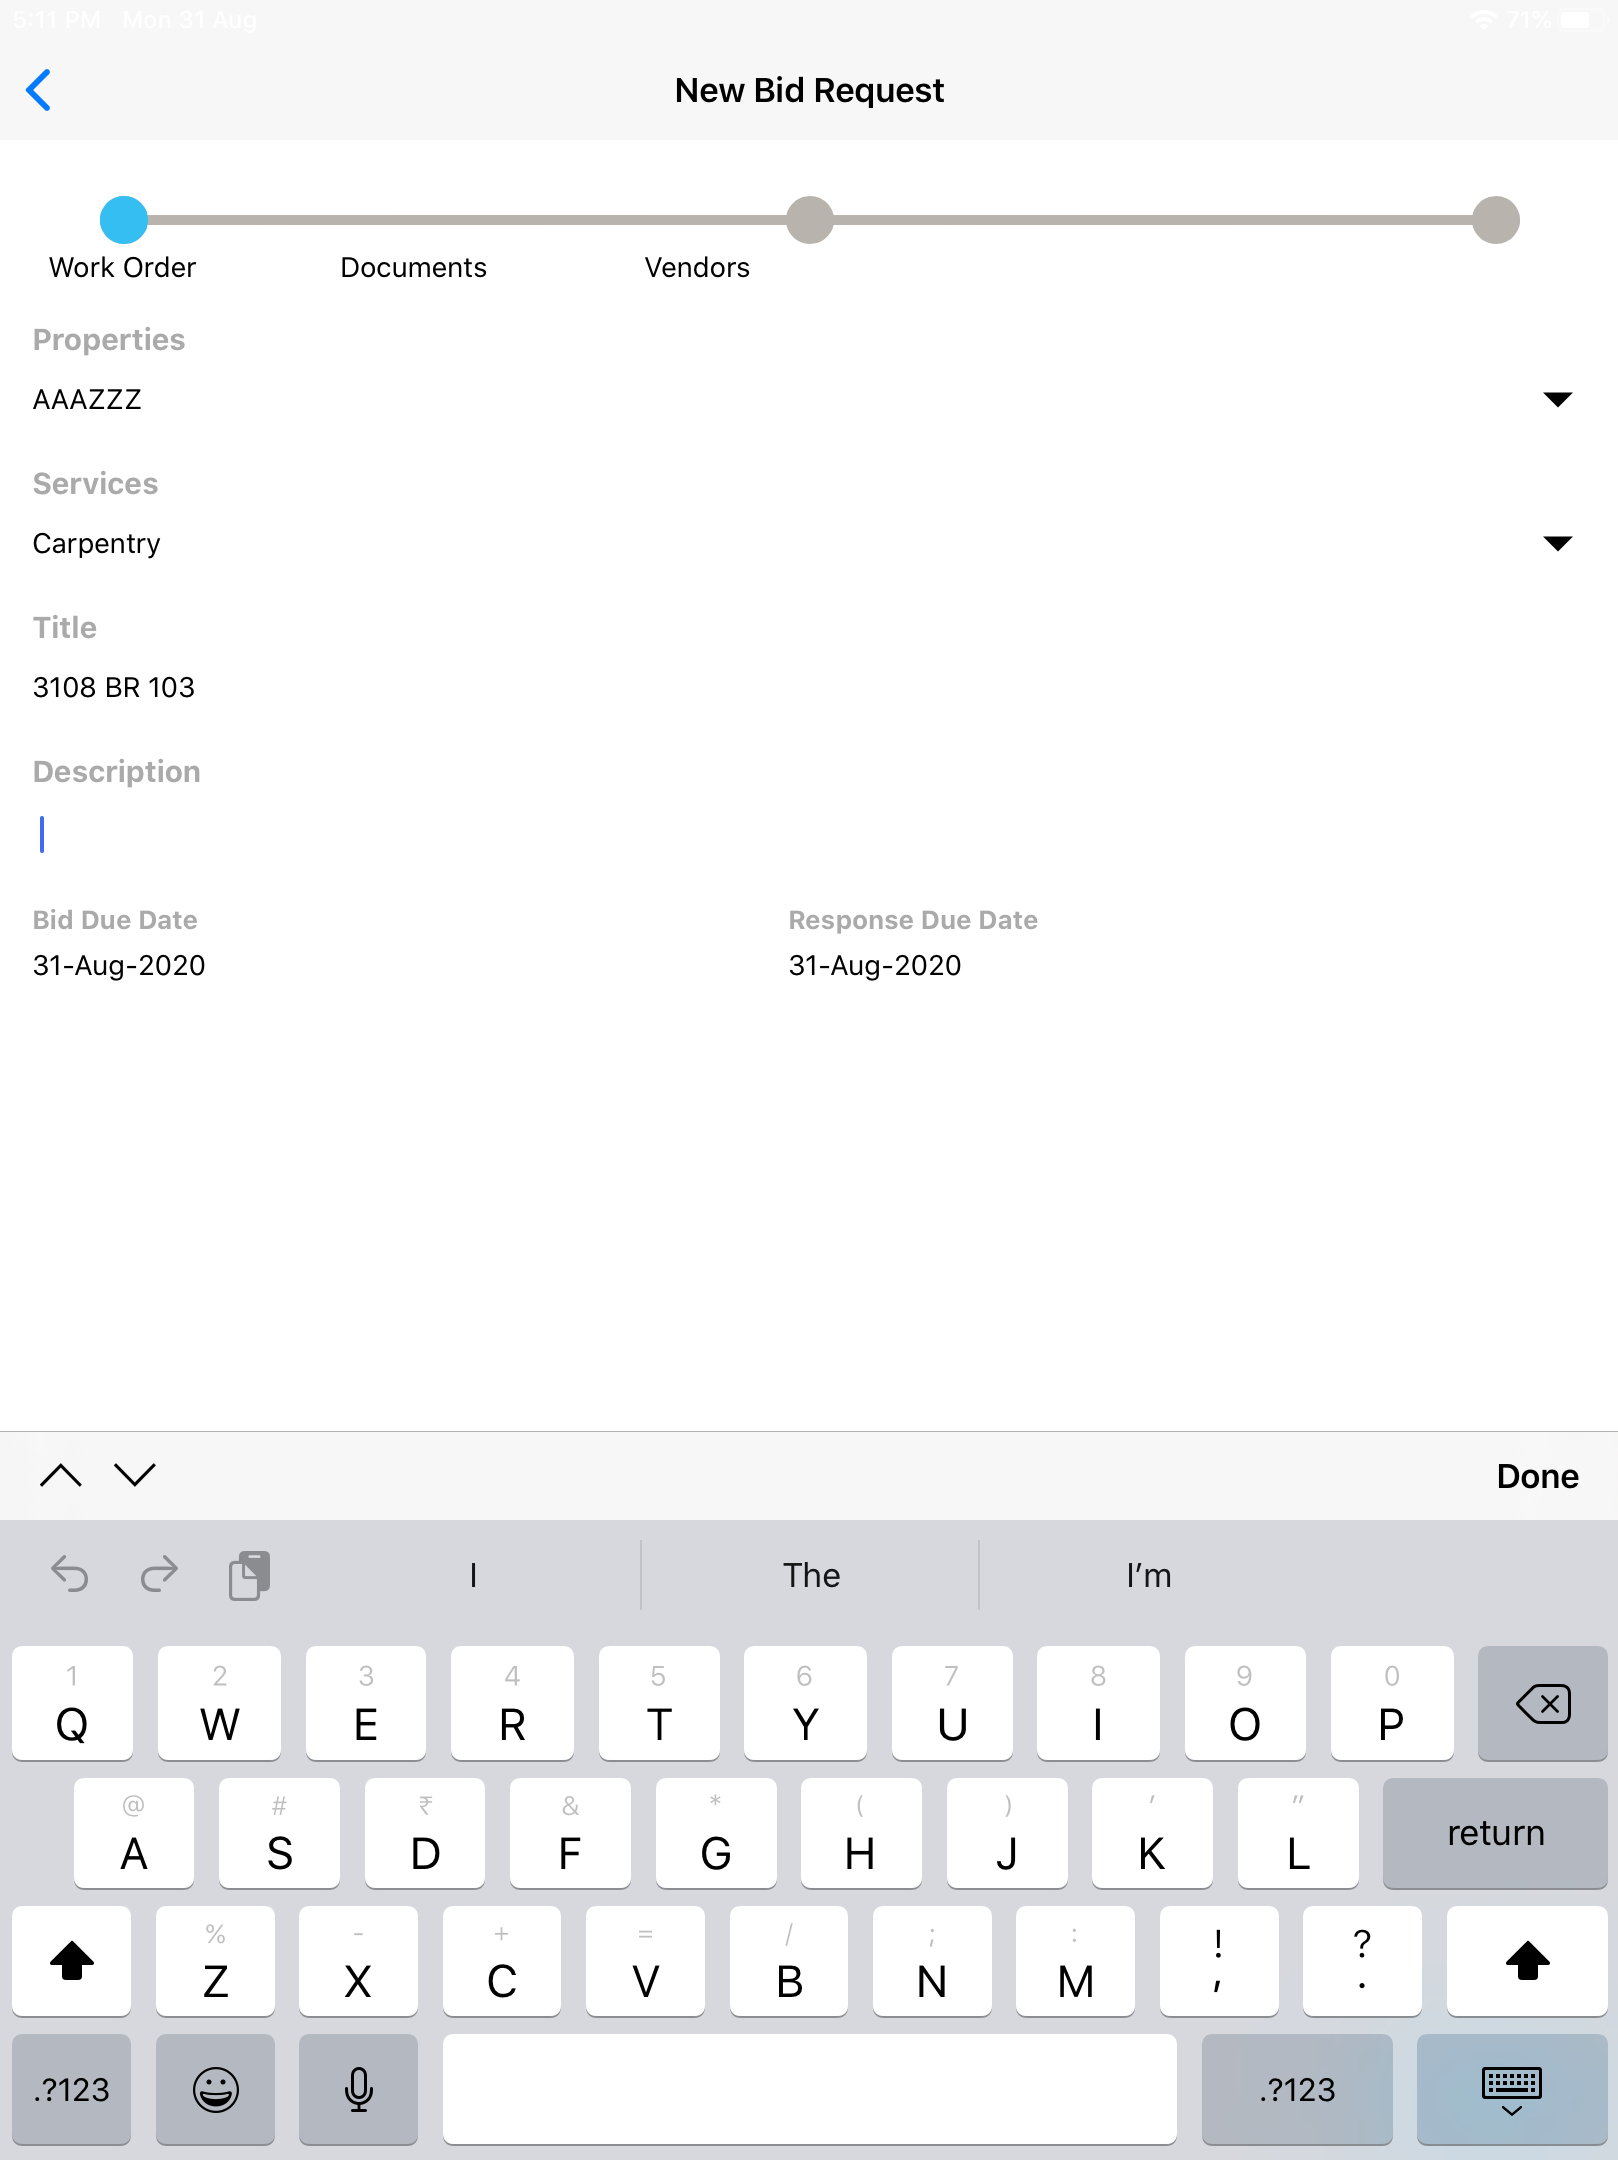 5:11 PM Mon 31 Aug 71%
New Bid Request
Work Order Documents Vendors
Properties
AAAZZZ
Services
Carpentry
Title
3108 BR 103
Description
Bid Due Date Response Due Date
31-Aug-2020 31-Aug-2020
Done
I The I’m
1 2 3 4 5 6 7 8 9 0
Q W E R T Y U I O P
@ # ₹ & * ( ) ' "
A S D F G H J K L return
% - + = / ; : ! ?
Z X C V B N M , .
.?123 .?123